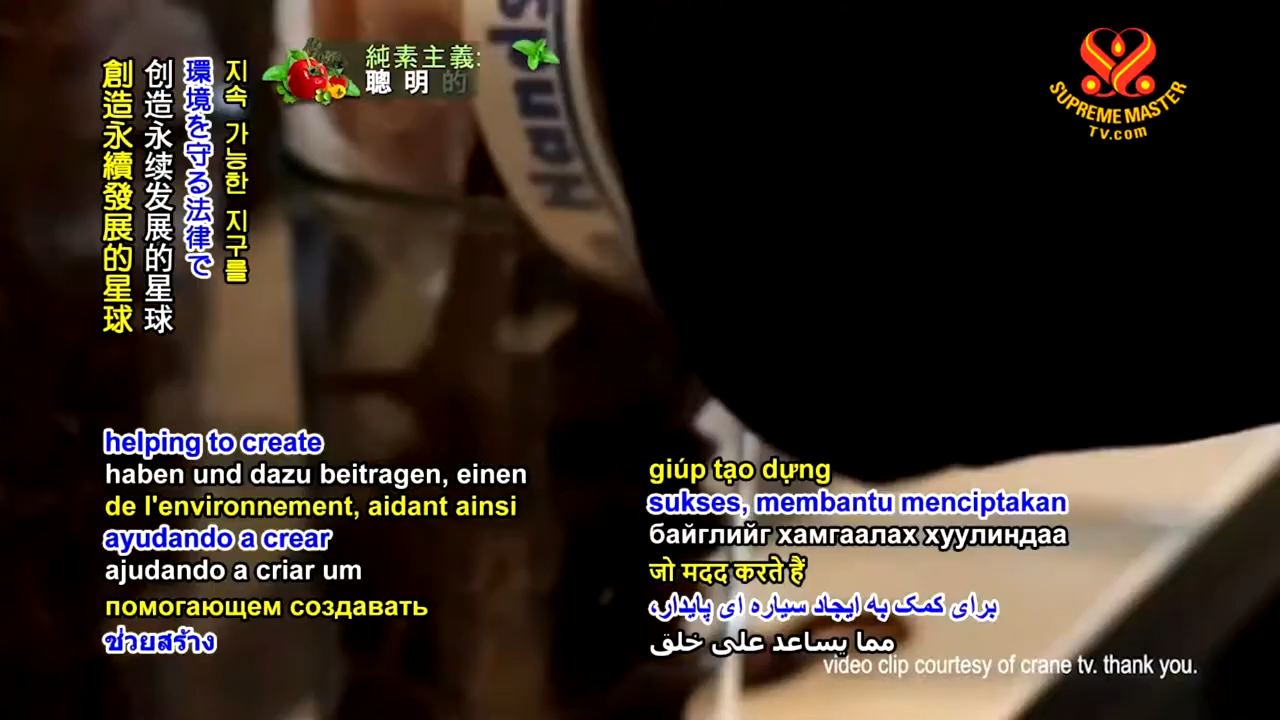 純素主義:
聰明的
SUPREME MASTER
TV.com
지속 가능한 지구를
環境を守る法律で
创造永续发展的星球
創造永續發展的星球
helping to create
haben und dazu beitragen, einen
de l'environnement, aidant ainsi
ayudando a crear
ajudando a criar um
помогающем создавать
ช่วยสร้าง
giúp tạo dựng
sukses, membantu menciptakan
байглийг хамгаалах хуулиндаа
जो मदद करते हैं
برای کمک به ایجاد سیاره ای پایدار،
مما يساعد على خلق
video clip courtesy of crane tv. thank you.